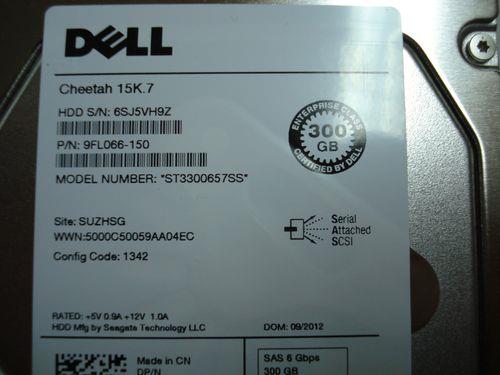 DELL
Cheetah 15K.7
HDD S/N: 6SJ5VH9Z
P/N: 9FL066-150
MODEL NUMBER: "ST3300657SS"
ENTERPRISE CLASS
300
GB
CERTIFIED BY DELL
Site: SUZHSG
WWN:5000C50059AA04EC
Config Code: 1342
Serial
Attached
SCSI
RATED: +5V 0.9A +12V 1.0A
HDD Mfg by Seagate Technology LLC
DOM: 09/2012
Made in CN
DP/N
SAS 6 Gbps
300 GB